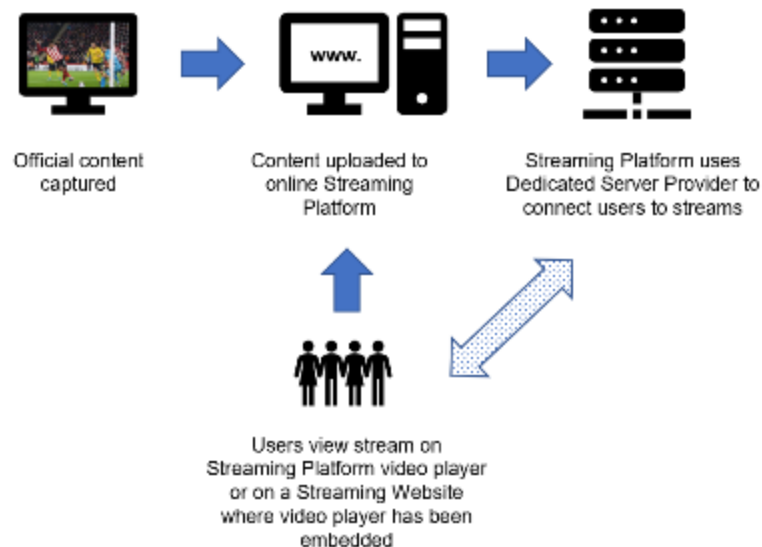 www.
Official content
captured
Content uploaded to
online Streaming
Platform
Streaming Platform uses
Dedicated Server Provider to
connect users to streams
Users view stream on
Streaming Platform video player
or on a Streaming Website
where video player has been
embedded